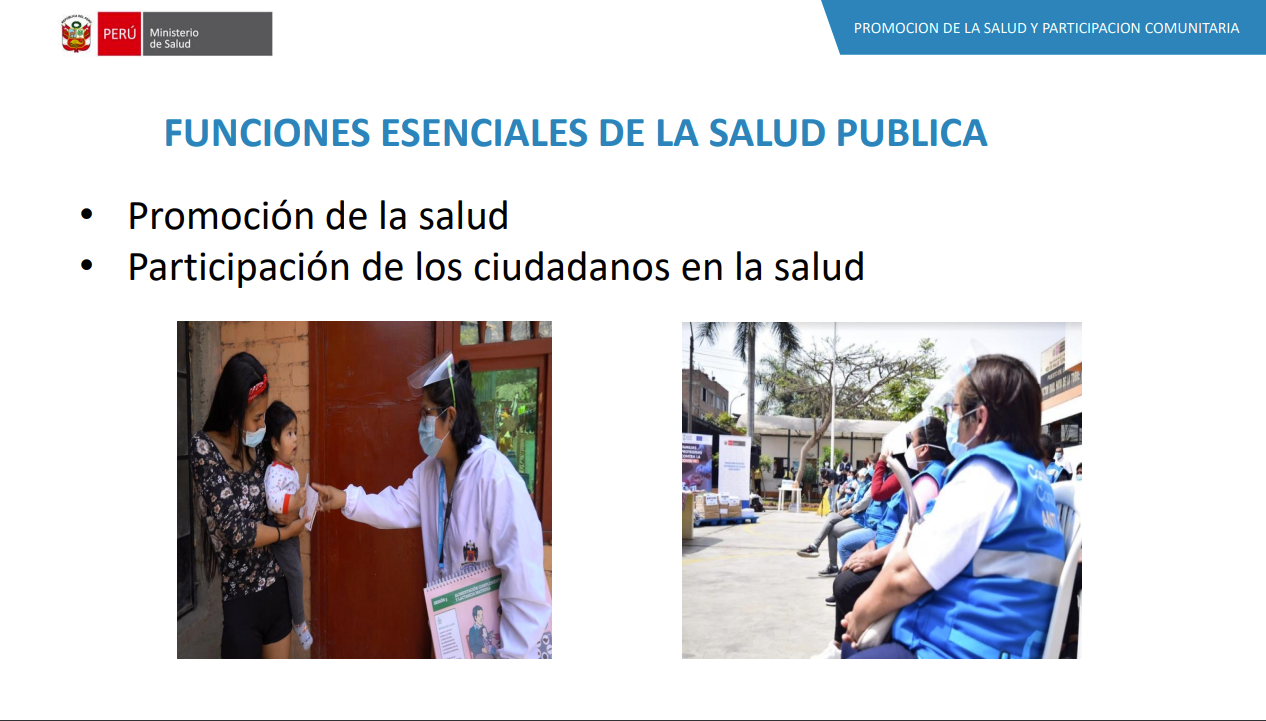 PERÚ
Ministerio
de Salud
PROMOCION DE LA SALUD Y PARTICIPACION COMUNITARIA
FUNCIONES ESENCIALES DE LA SALUD PUBLICA
• Promoción de la salud
• Participación de los ciudadanos en la salud